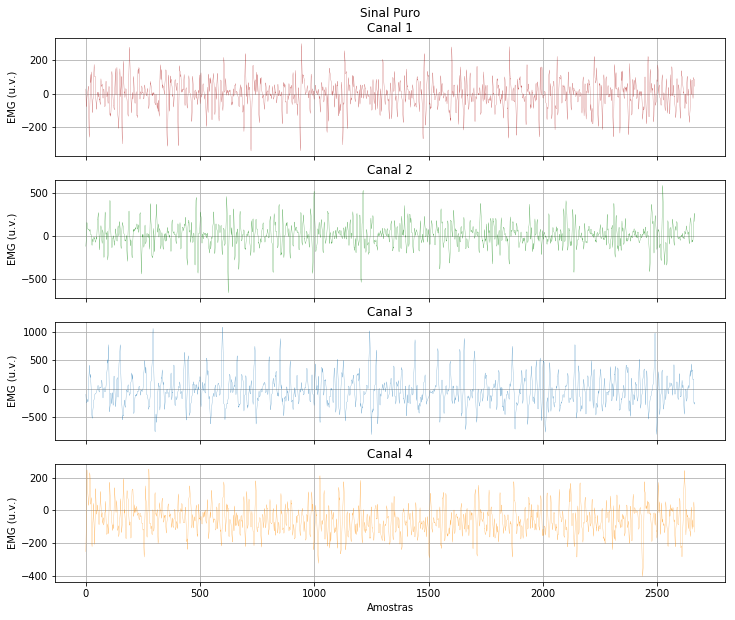 Sinal Puro
Canal 1
EMG (u.v.)
200
0
−200
Canal 2
EMG (u.v.)
500
0
−500
Canal 3
EMG (u.v.)
1000
500
0
−500
Canal 4
EMG (u.v.)
200
0
−200
−400
0 500 1000 1500 2000 2500
Amostras